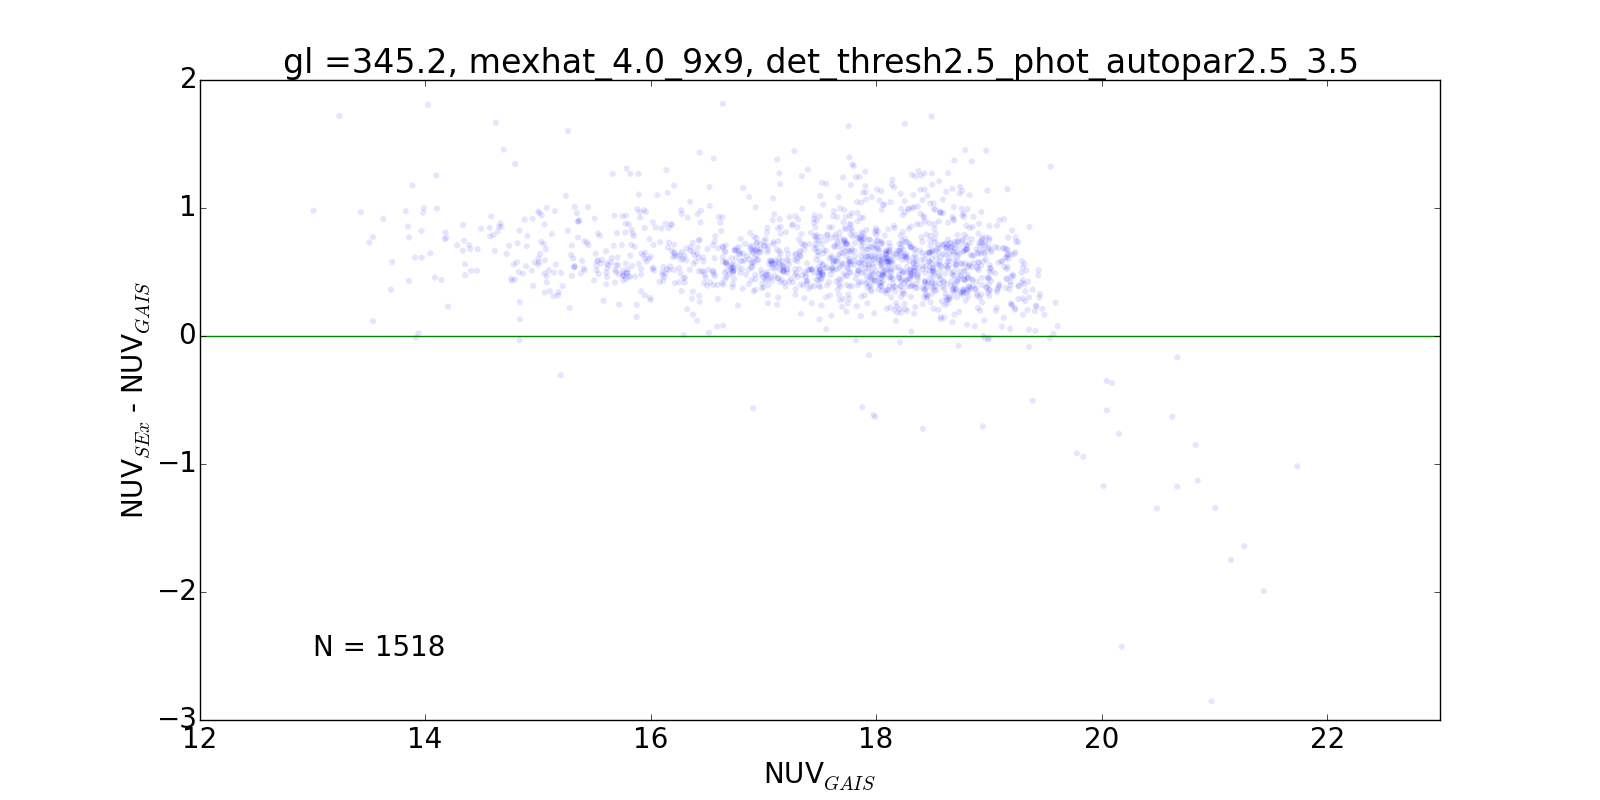 gl =345.2, mexhat_4.0_9x9, det_thresh2.5_phot_autopar2.5_3.5
2
1
0
−1
−2
−3
NUV_SEx - NUV_GAIS
N = 1518
12 14 16 18 20 22
NUV_GAIS